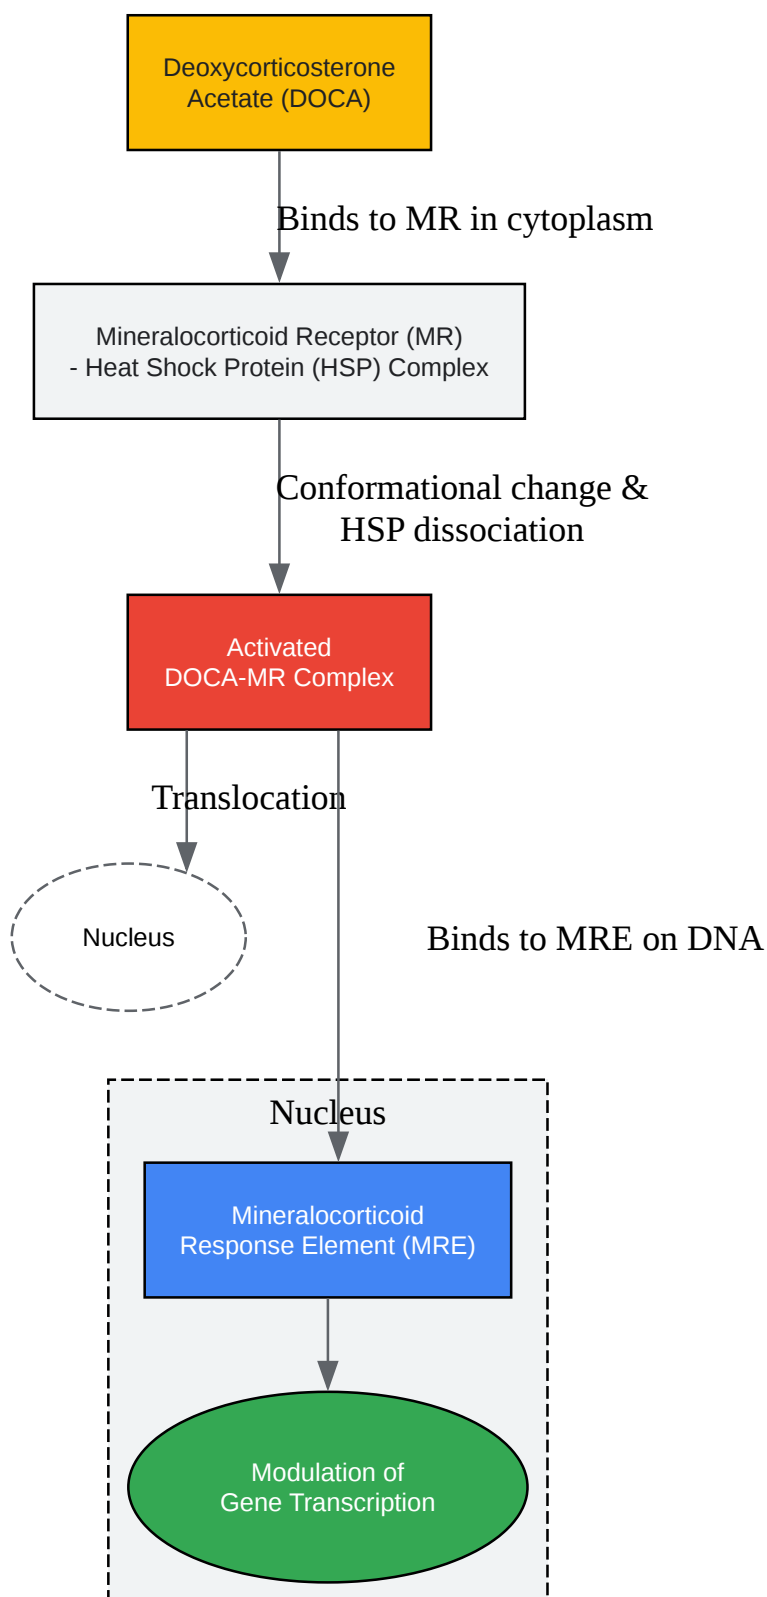 Deoxycorticosterone
Acetate (DOCA)
Binds to MR in cytoplasm
Mineralocorticoid Receptor (MR)
- Heat Shock Protein (HSP) Complex
Conformational change &
HSP dissociation
Activated
DOCA-MR Complex
Translocation
Nucleus
Binds to MRE on DNA
Nucleus
Mineralocorticoid
Response Element (MRE)
Modulation of
Gene Transcription